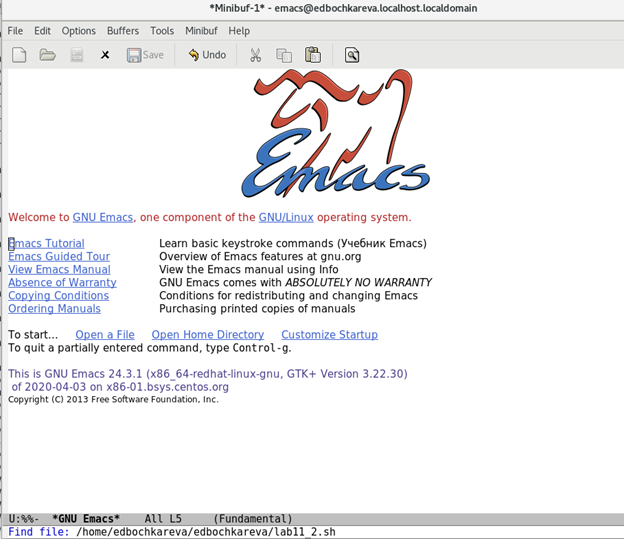 *Minibuf-1* - emacs@edbochkareva.localhost.localdomain
File Edit Options Buffers Tools Minibuf Help
Save Undo
Emacs
Welcome to GNU Emacs, one component of the GNU/Linux operating system.
Emacs Tutorial Learn basic keystroke commands (Учебник Emacs)
Emacs Guided Tour Overview of Emacs features at gnu.org
View Emacs Manual View the Emacs manual using Info
Absence of Warranty GNU Emacs comes with ABSOLUTELY NO WARRANTY
Copying Conditions Conditions for redistributing and changing Emacs
Ordering Manuals Purchasing printed copies of manuals
To start... Open a File Open Home Directory Customize Startup
To quit a partially entered command, type Control-g.
This is GNU Emacs 24.3.1 (x86_64-redhat-linux-gnu, GTK+ Version 3.22.30)
of 2020-04-03 on x86-01.bsys.centos.org
Copyright (C) 2013 Free Software Foundation, Inc.
U:%%- *GNU Emacs* All L5 (Fundamental)
Find file: /home/edbochkareva/edbochkareva/lab11_2.sh